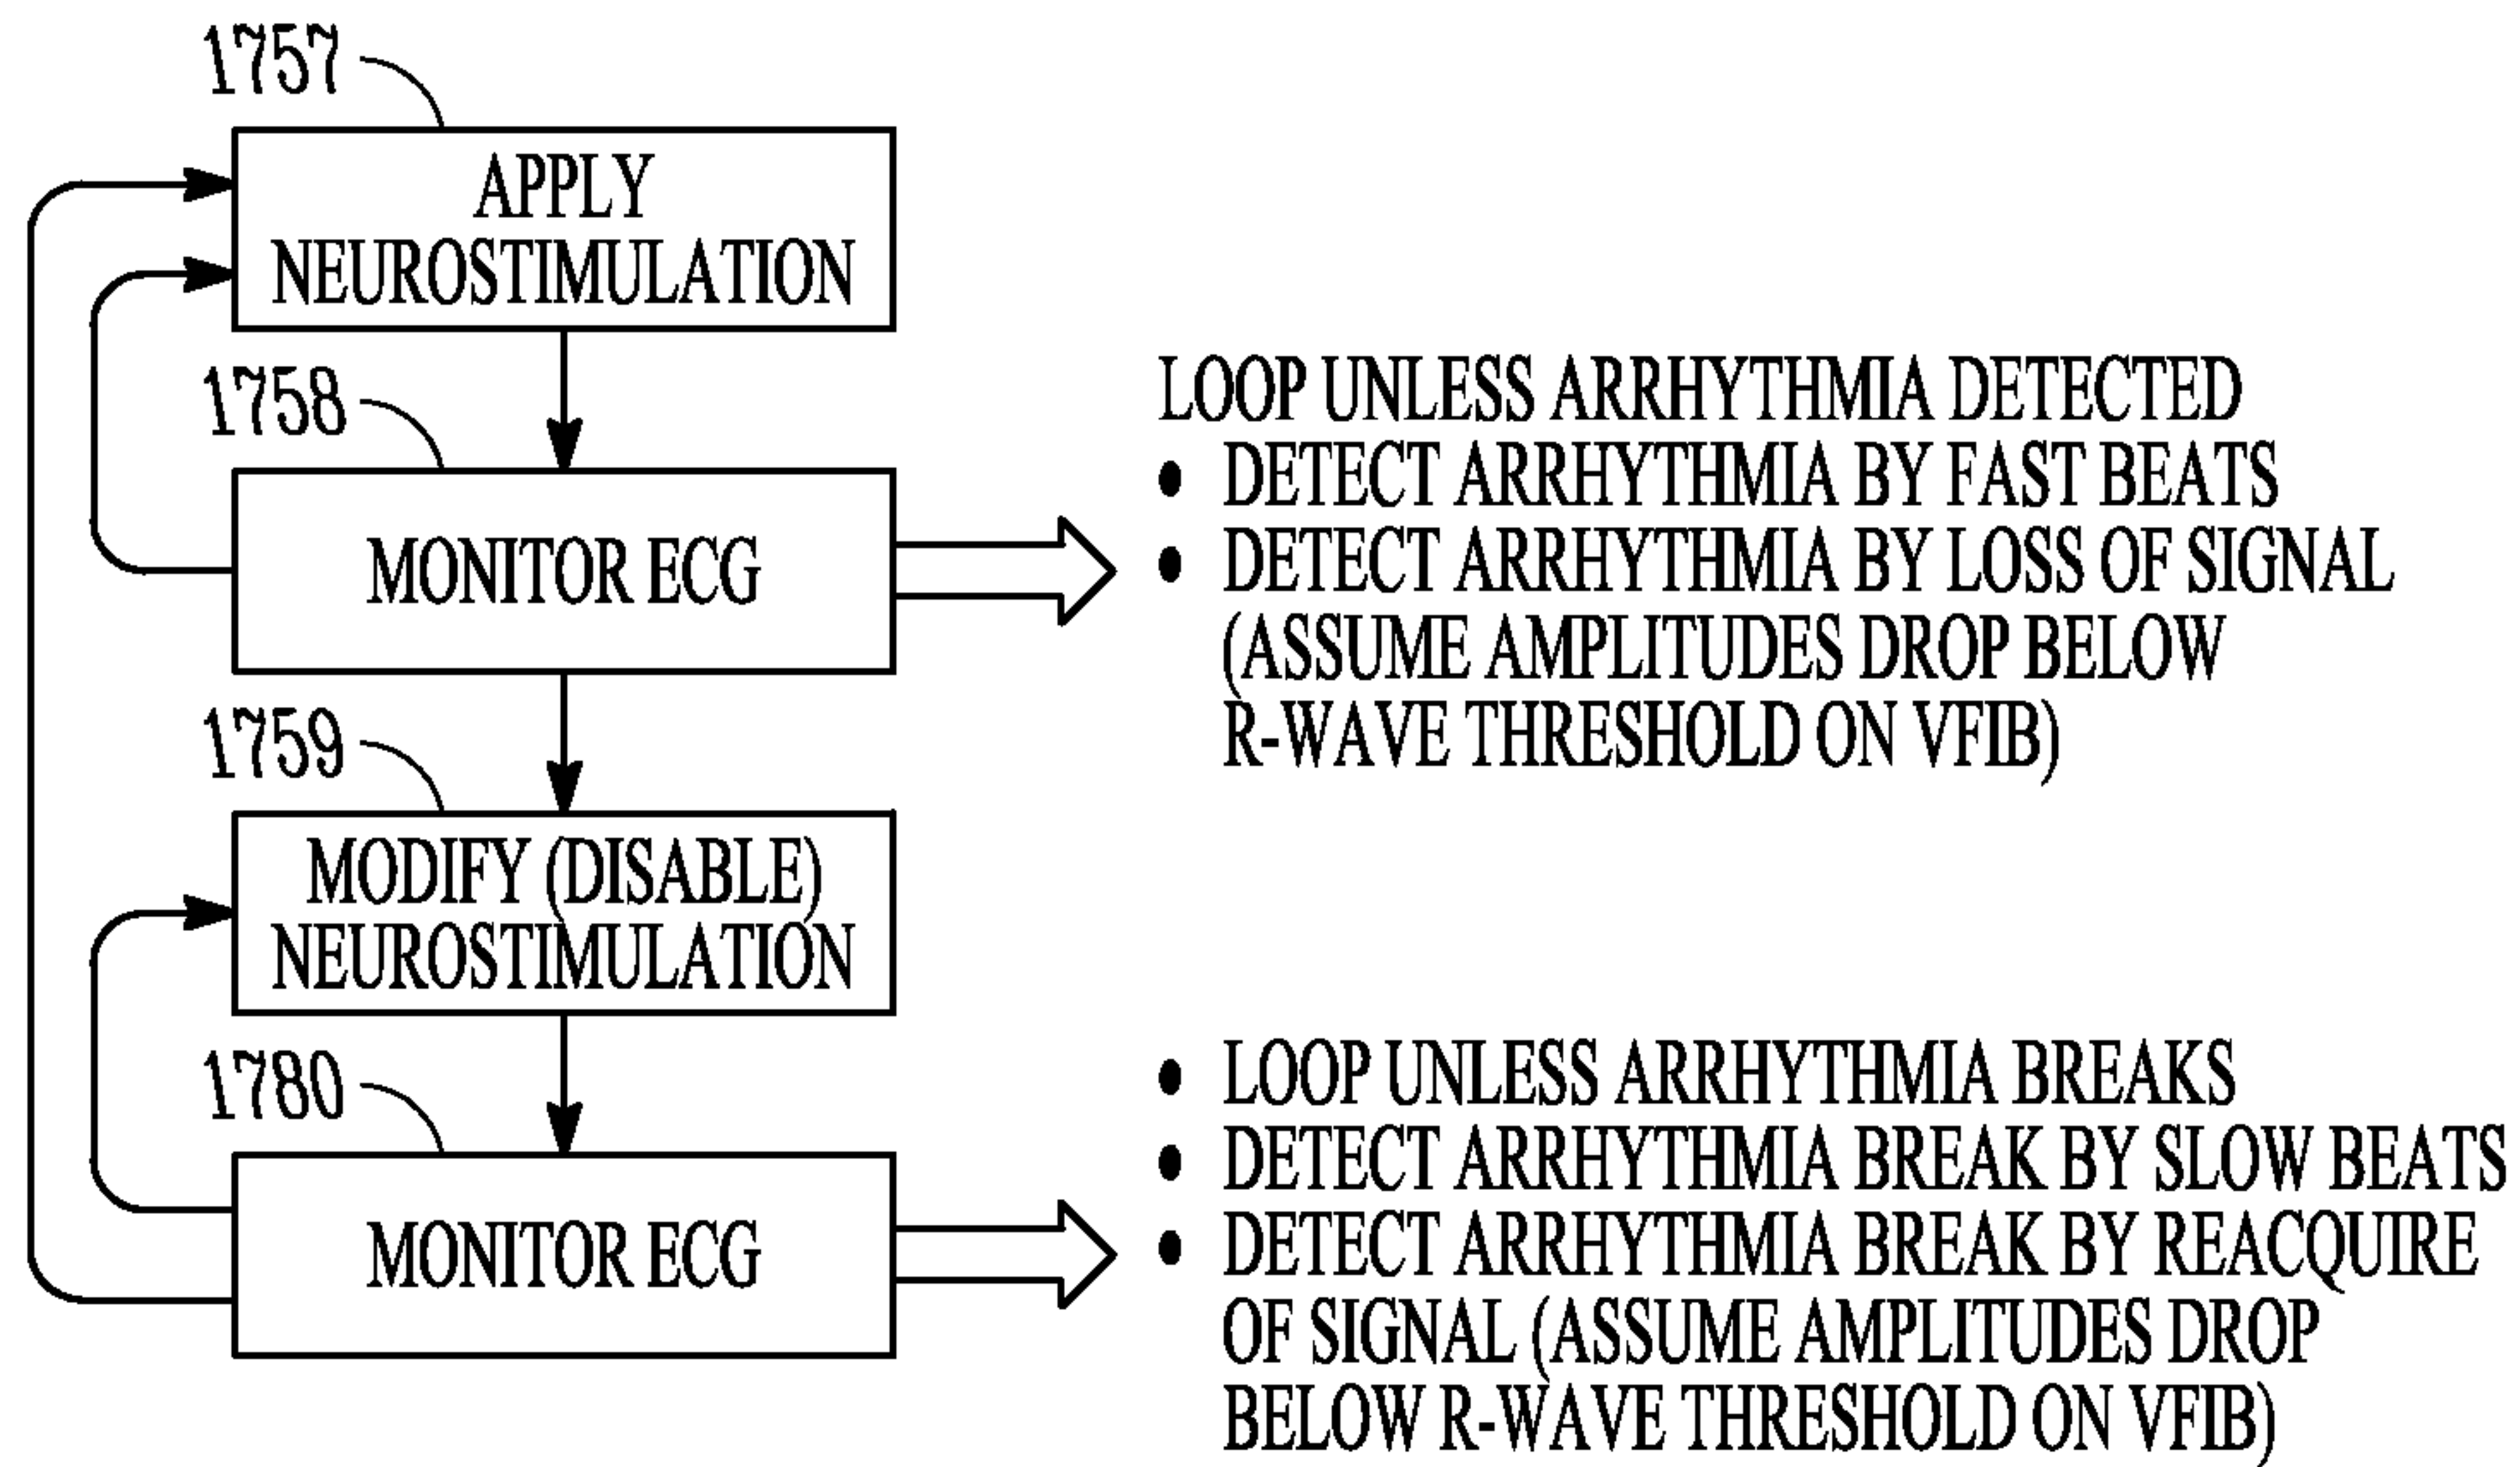 1757
APPLY
NEUROSTIMULATION
1758
MONITOR ECG
LOOP UNLESS ARRHYTHMIA DETECTED
• DETECT ARRHYTHMIA BY FAST BEATS
• DETECT ARRHYTHMIA BY LOSS OF SIGNAL
(ASSUME AMPLITUDES DROP BELOW
R-WAVE THRESHOLD ON VFIB)
1759
MODIFY (DISABLE)
NEUROSTIMULATION
1780
MONITOR ECG
• LOOP UNLESS ARRHYTHMIA BREAKS
• DETECT ARRHYTHMIA BREAK BY SLOW BEATS
• DETECT ARRHYTHMIA BREAK BY REACQUIRE
OF SIGNAL (ASSUME AMPLITUDES DROP
BELOW R-WAVE THRESHOLD ON VFIB)